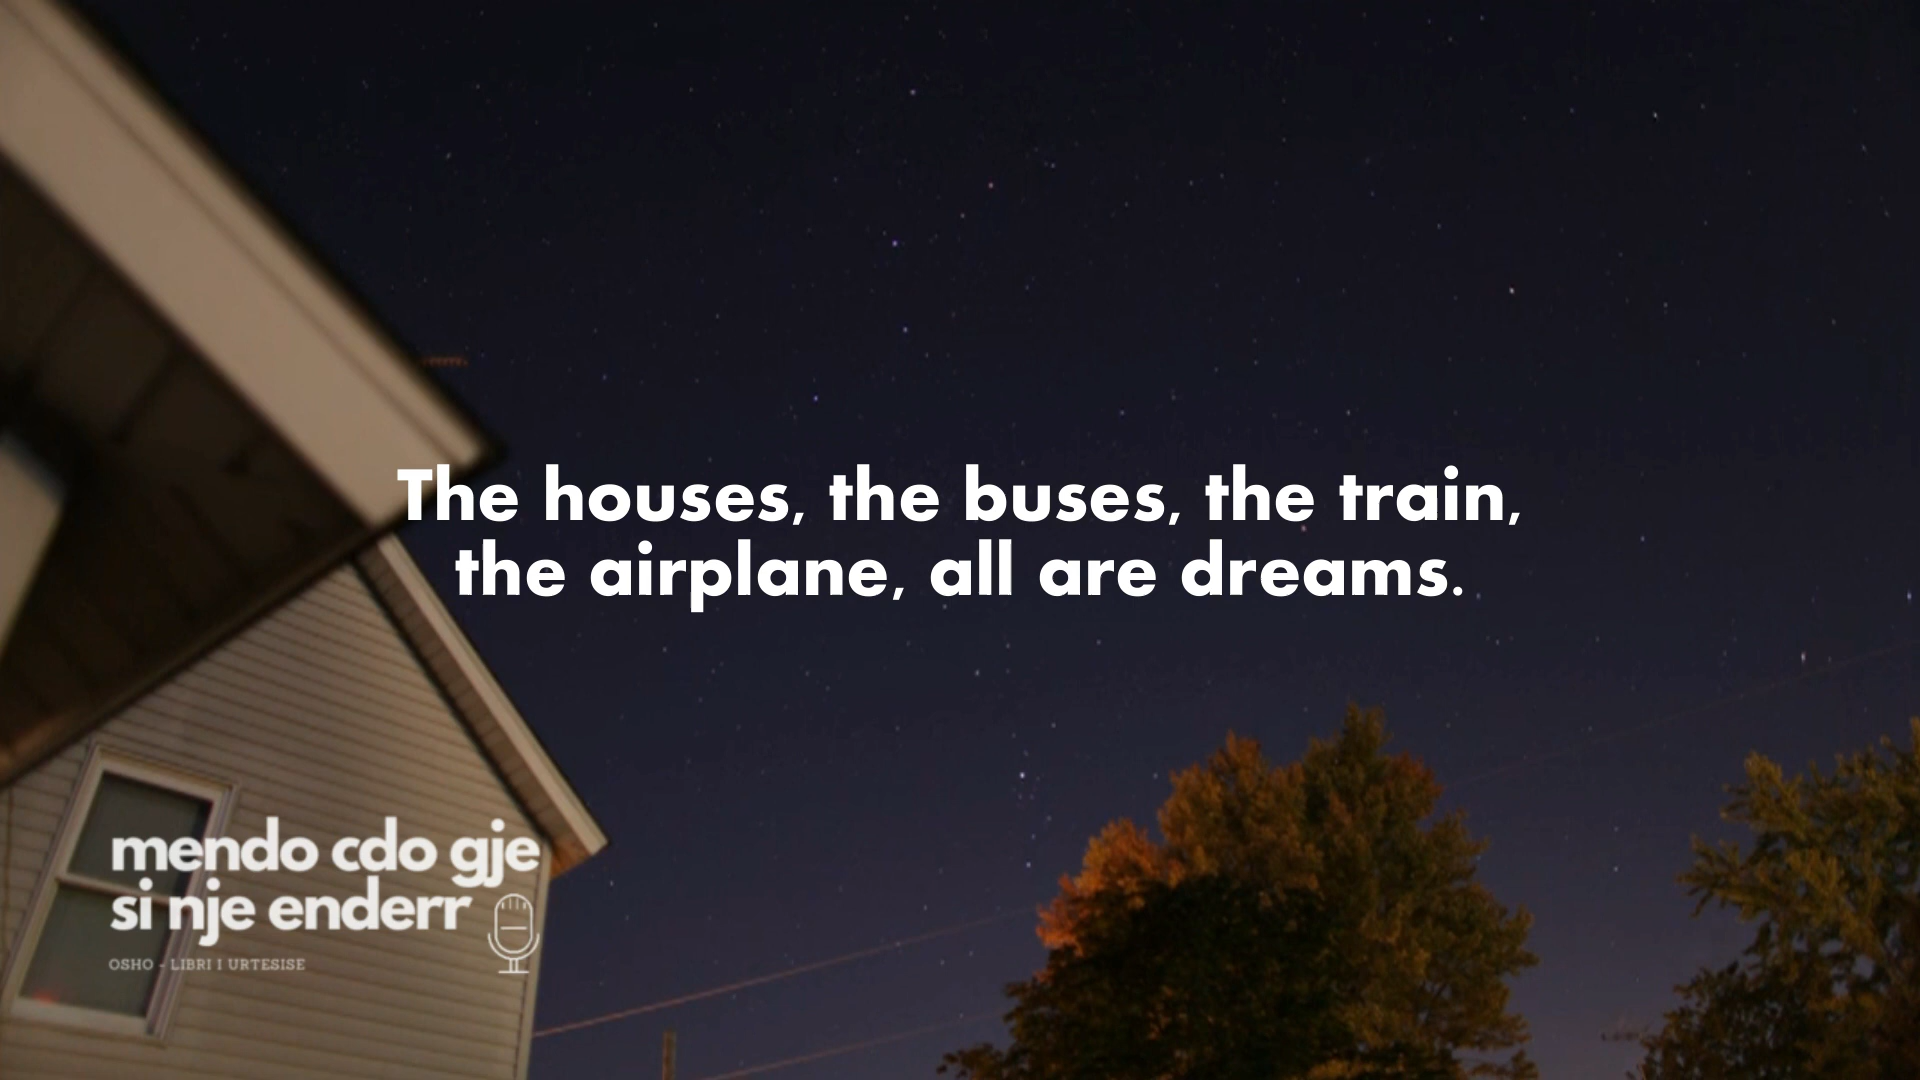 The houses, the buses, the train,
the airplane, all are dreams.
mendo cdo gje
si nje enderr
OSHO - LIBRI I URTESISE